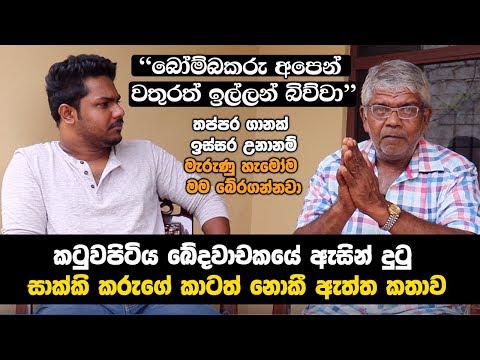 “බෝම්බකරු අපෙන්
වතුරත් ඉල්ලන් බිව්වා”
තප්පර ගානක්
ඉස්සර උනානම්
මැරුණු හැමෝම
මම බේරගන්නවා
කටුවපිටිය ඛේදවාචකයේ ඇසින් දුටු
සාක්කි කරුගේ කාටත් නොකී ඇත්ත කතාව